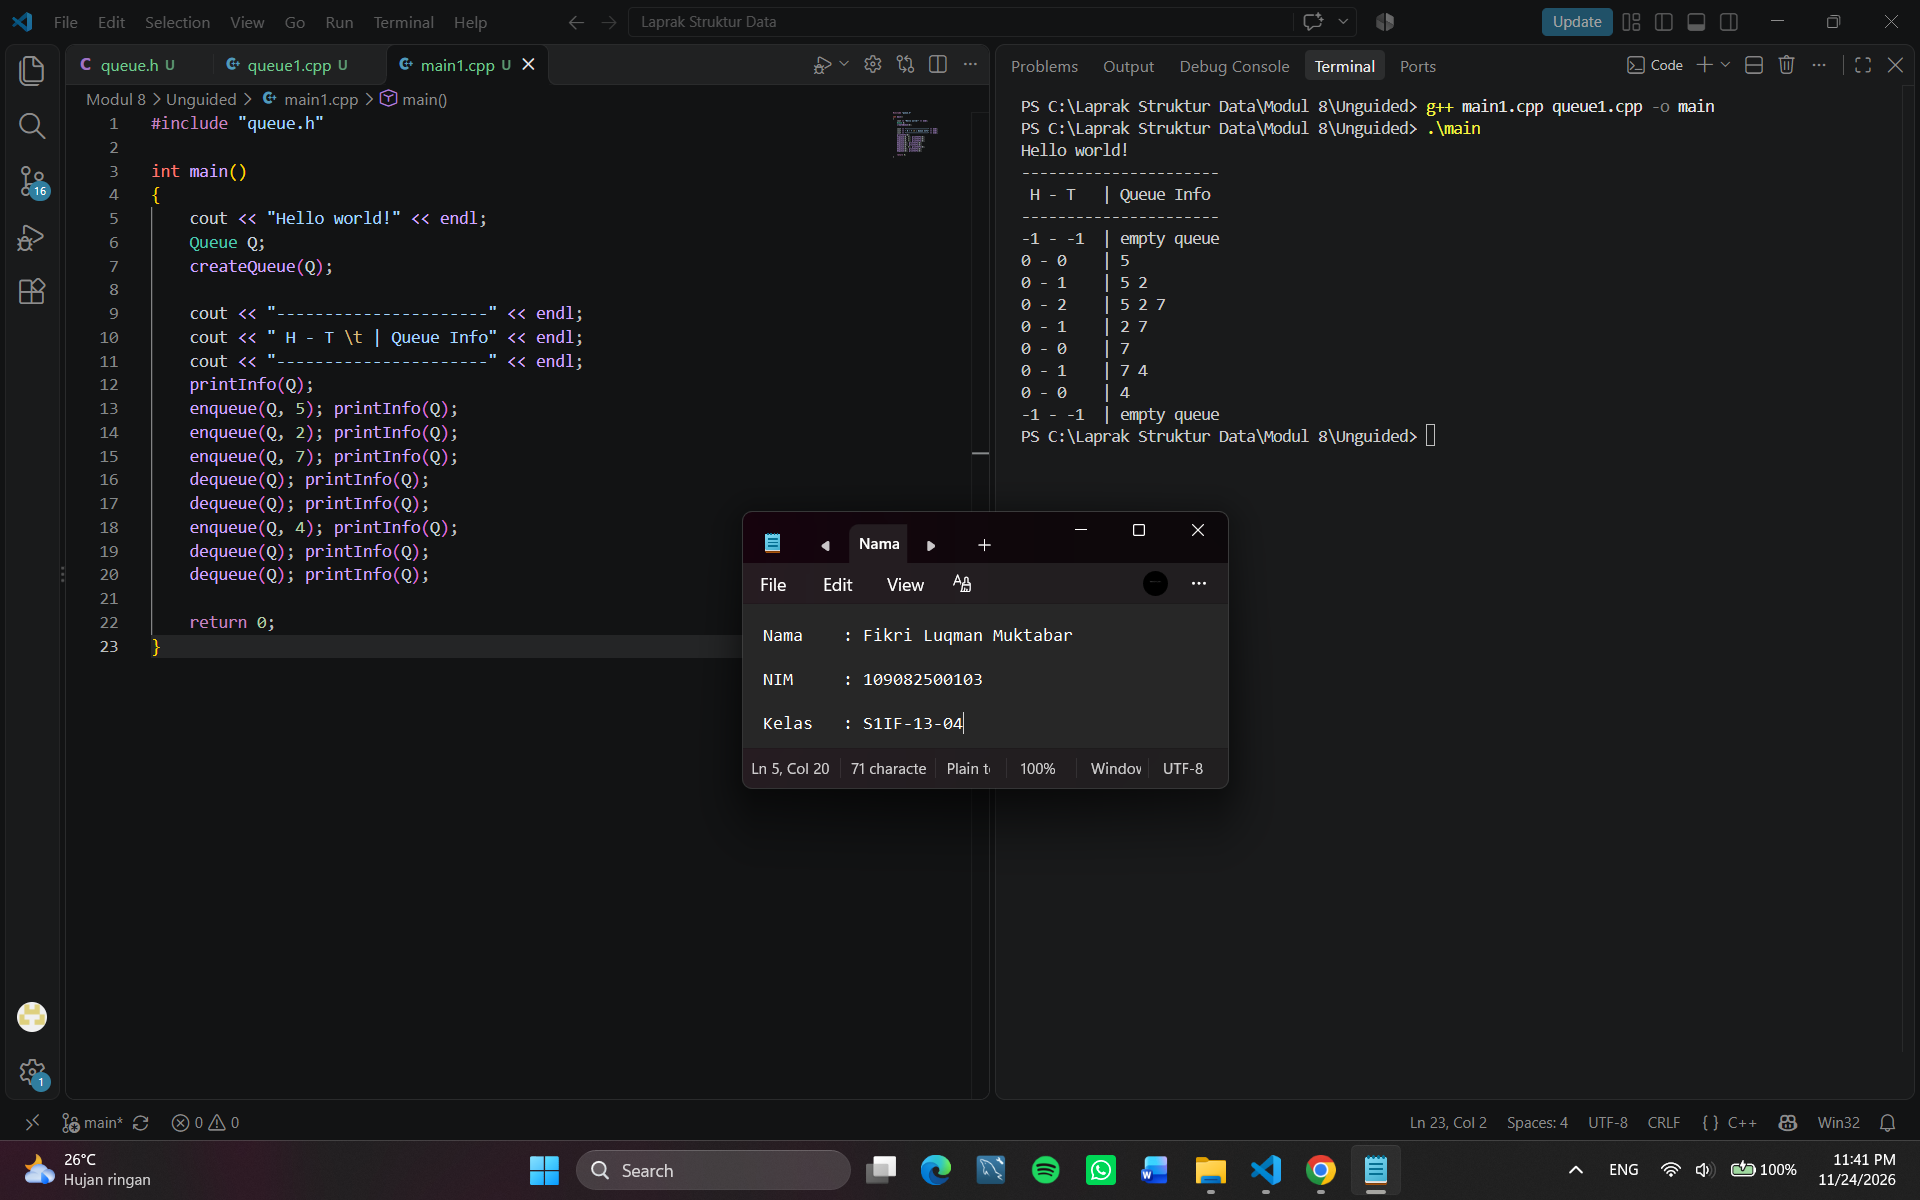 File Edit Selection View Go Run Terminal Help
Laprak Struktur Data
Update
queue.h U
queue1.cpp U
main1.cpp U
Modul 8 > Unguided > main1.cpp > main()
1 #include "queue.h"
2
3 int main()
4 {
5 cout << "Hello world!" << endl;
6 Queue Q;
7 createQueue(Q);
8
9 cout << "----------------------" << endl;
10 cout << " H - T \t | Queue Info" << endl;
11 cout << "----------------------" << endl;
12 printInfo(Q);
13 enqueue(Q, 5); printInfo(Q);
14 enqueue(Q, 2); printInfo(Q);
15 enqueue(Q, 7); printInfo(Q);
16 dequeue(Q); printInfo(Q);
17 dequeue(Q); printInfo(Q);
18 enqueue(Q, 4); printInfo(Q);
19 dequeue(Q); printInfo(Q);
20 dequeue(Q); printInfo(Q);
21
22 return 0;
23 }
Problems Output Debug Console Terminal Ports
Code
PS C:\Laprak Struktur Data\Modul 8\Unguided> g++ main1.cpp queue1.cpp -o main
PS C:\Laprak Struktur Data\Modul 8\Unguided> .\main
Hello world!
----------------------
H - T | Queue Info
----------------------
-1 - -1 | empty queue
0 - 0 | 5
0 - 1 | 5 2
0 - 2 | 5 2 7
0 - 1 | 2 7
0 - 0 | 7
0 - 1 | 7 4
0 - 0 | 4
-1 - -1 | empty queue
PS C:\Laprak Struktur Data\Modul 8\Unguided>
Nama
File Edit View
Nama : Fikri Luqman Muktabar
NIM : 109082500103
Kelas : S1IF-13-04
Ln 5, Col 20 71 characte Plain t 100% Window UTF-8
16
1
main* 0 0
Ln 23, Col 2 Spaces: 4 UTF-8 CRLF { } C++ Win32
26°C
Hujan ringan
Search
ENG
100%
11:41 PM
11/24/2026